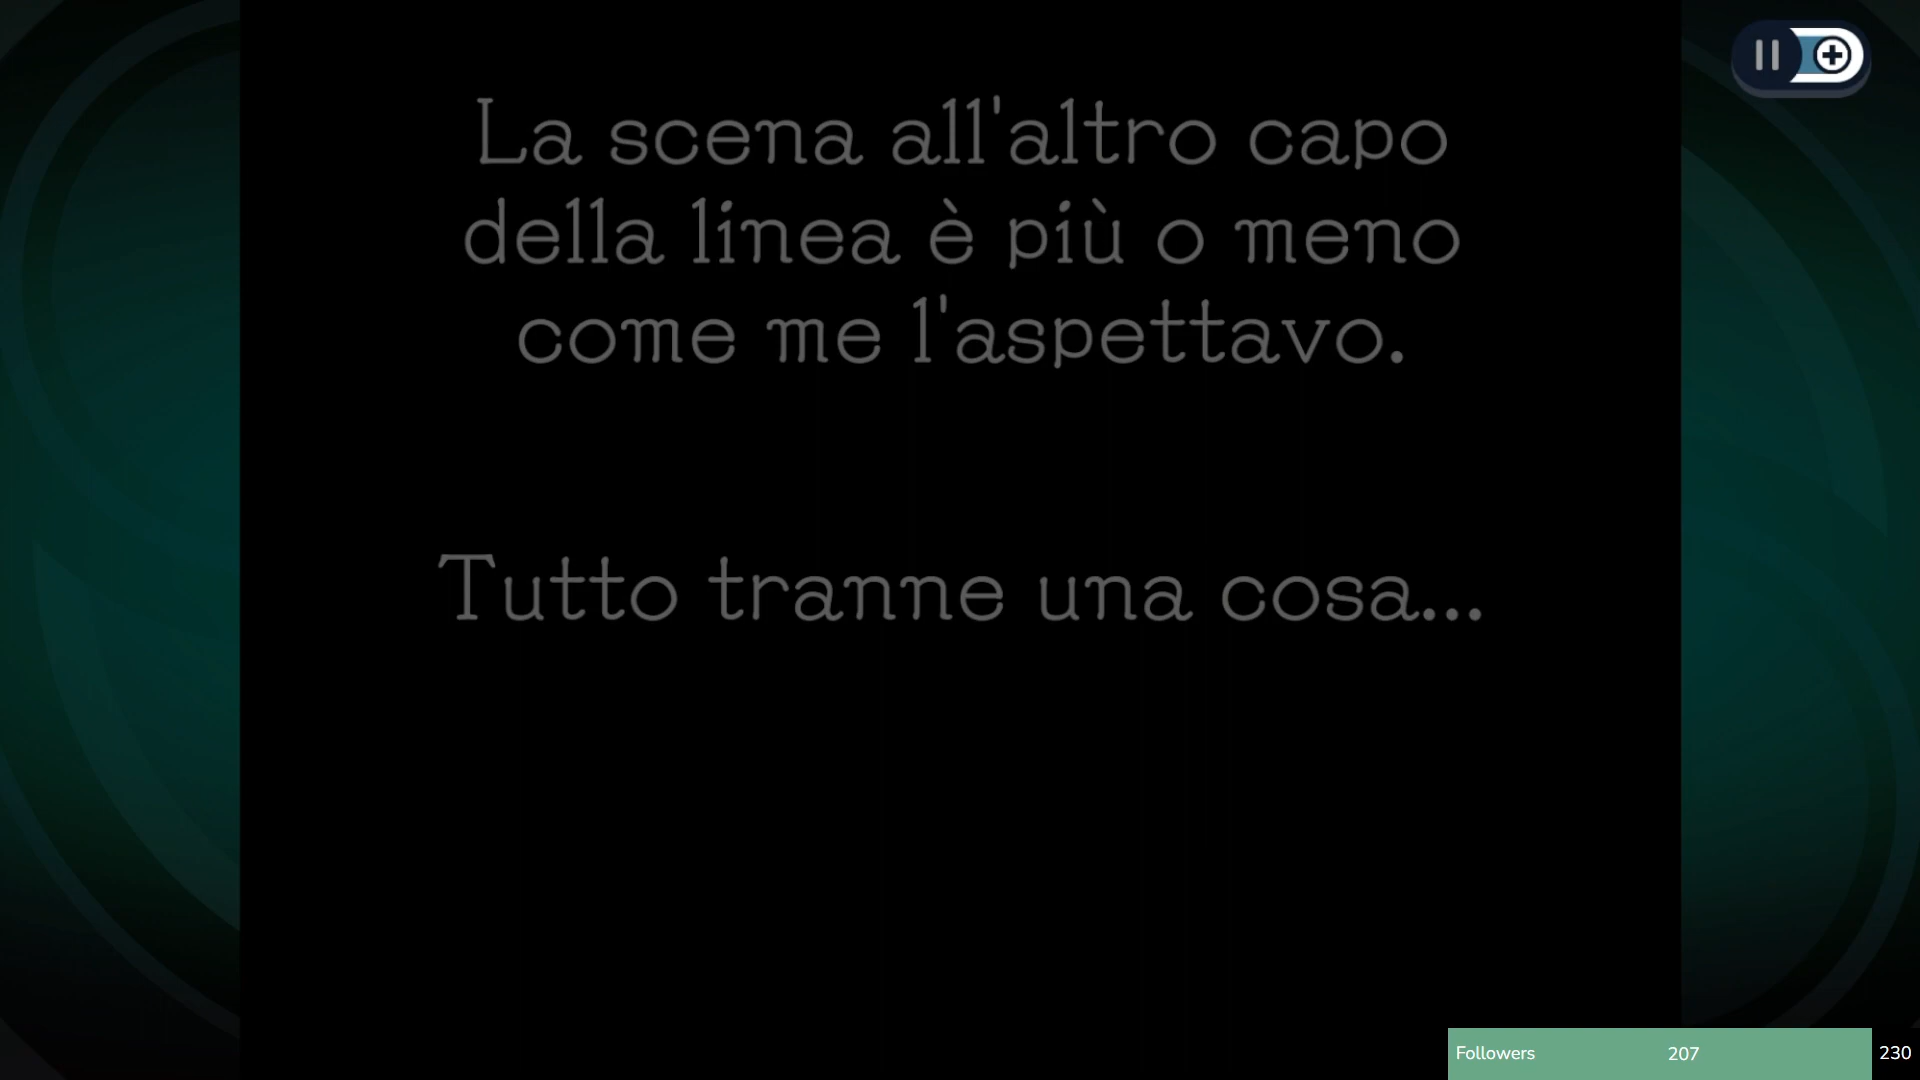 La scena all'altro capo
della linea è più o meno
come me l'aspettavo.
Tutto tranne una cosa...
Followers 207 230